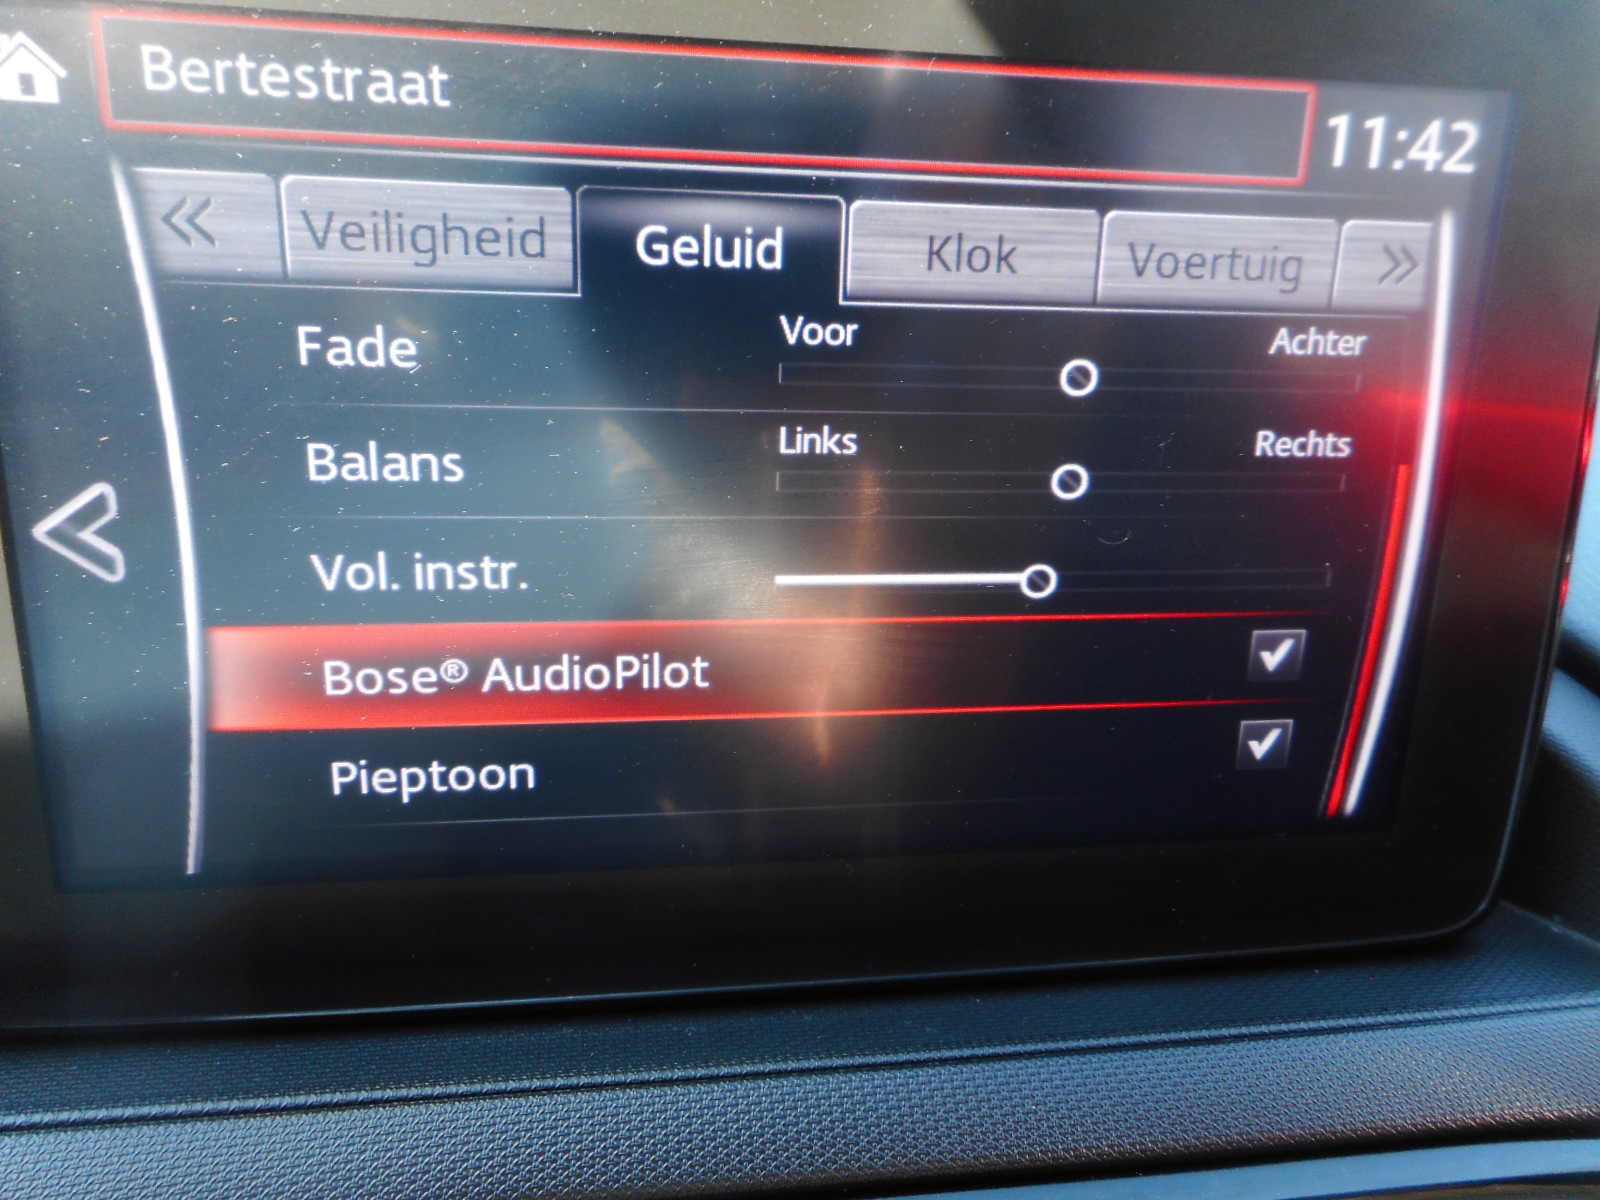 Bertestraat
11:42
« Veiligheid Geluid Klok Voertuig »
Fade Voor Achter
Balans Links Rechts
Vol. instr.
Bose® AudioPilot
Pieptoon